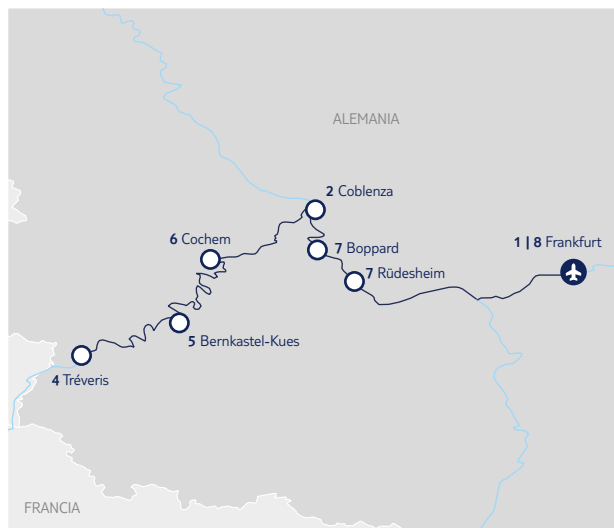 ALEMANIA
2 Coblenza
6 Cochem
7 Boppard
1 | 8 Frankfurt
7 Rüdesheim
5 Bernkastel-Kues
4 Tréveris
FRANCIA